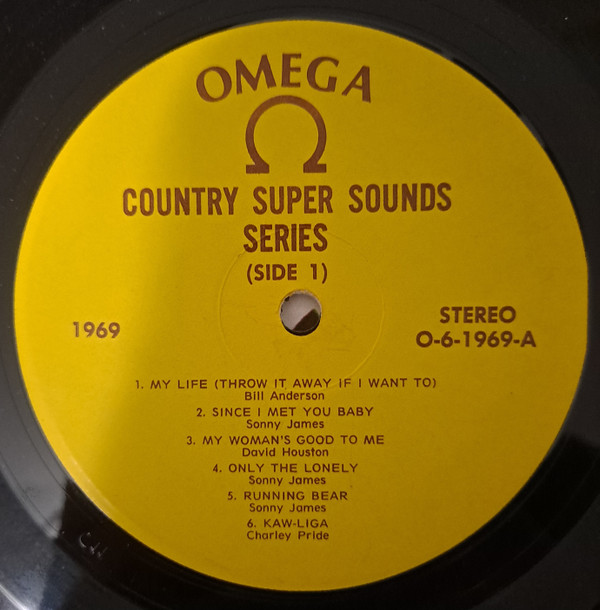 OMEGA
Ω
COUNTRY SUPER SOUNDS
SERIES
(SIDE 1)
1969
STEREO
O-6-1969-A
1. MY LIFE (THROW IT AWAY IF I WANT TO)
Bill Anderson
2. SINCE I MET YOU BABY
Sonny James
3. MY WOMAN'S GOOD TO ME
David Houston
4. ONLY THE LONELY
Sonny James
5. RUNNING BEAR
Sonny James
6. KAW-LIGA
Charley Pride